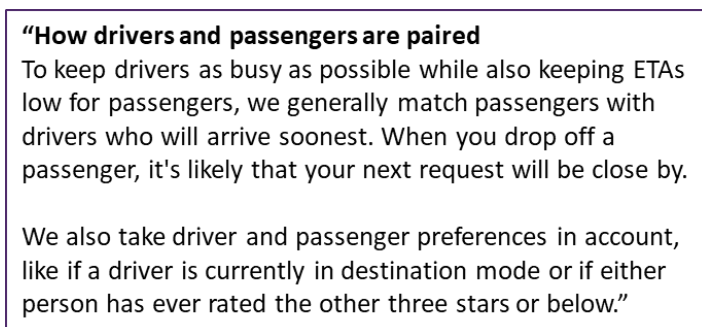 “How drivers and passengers are paired
To keep drivers as busy as possible while also keeping ETAs
low for passengers, we generally match passengers with
drivers who will arrive soonest. When you drop off a
passenger, it's likely that your next request will be close by.
We also take driver and passenger preferences in account,
like if a driver is currently in destination mode or if either
person has ever rated the other three stars or below.”